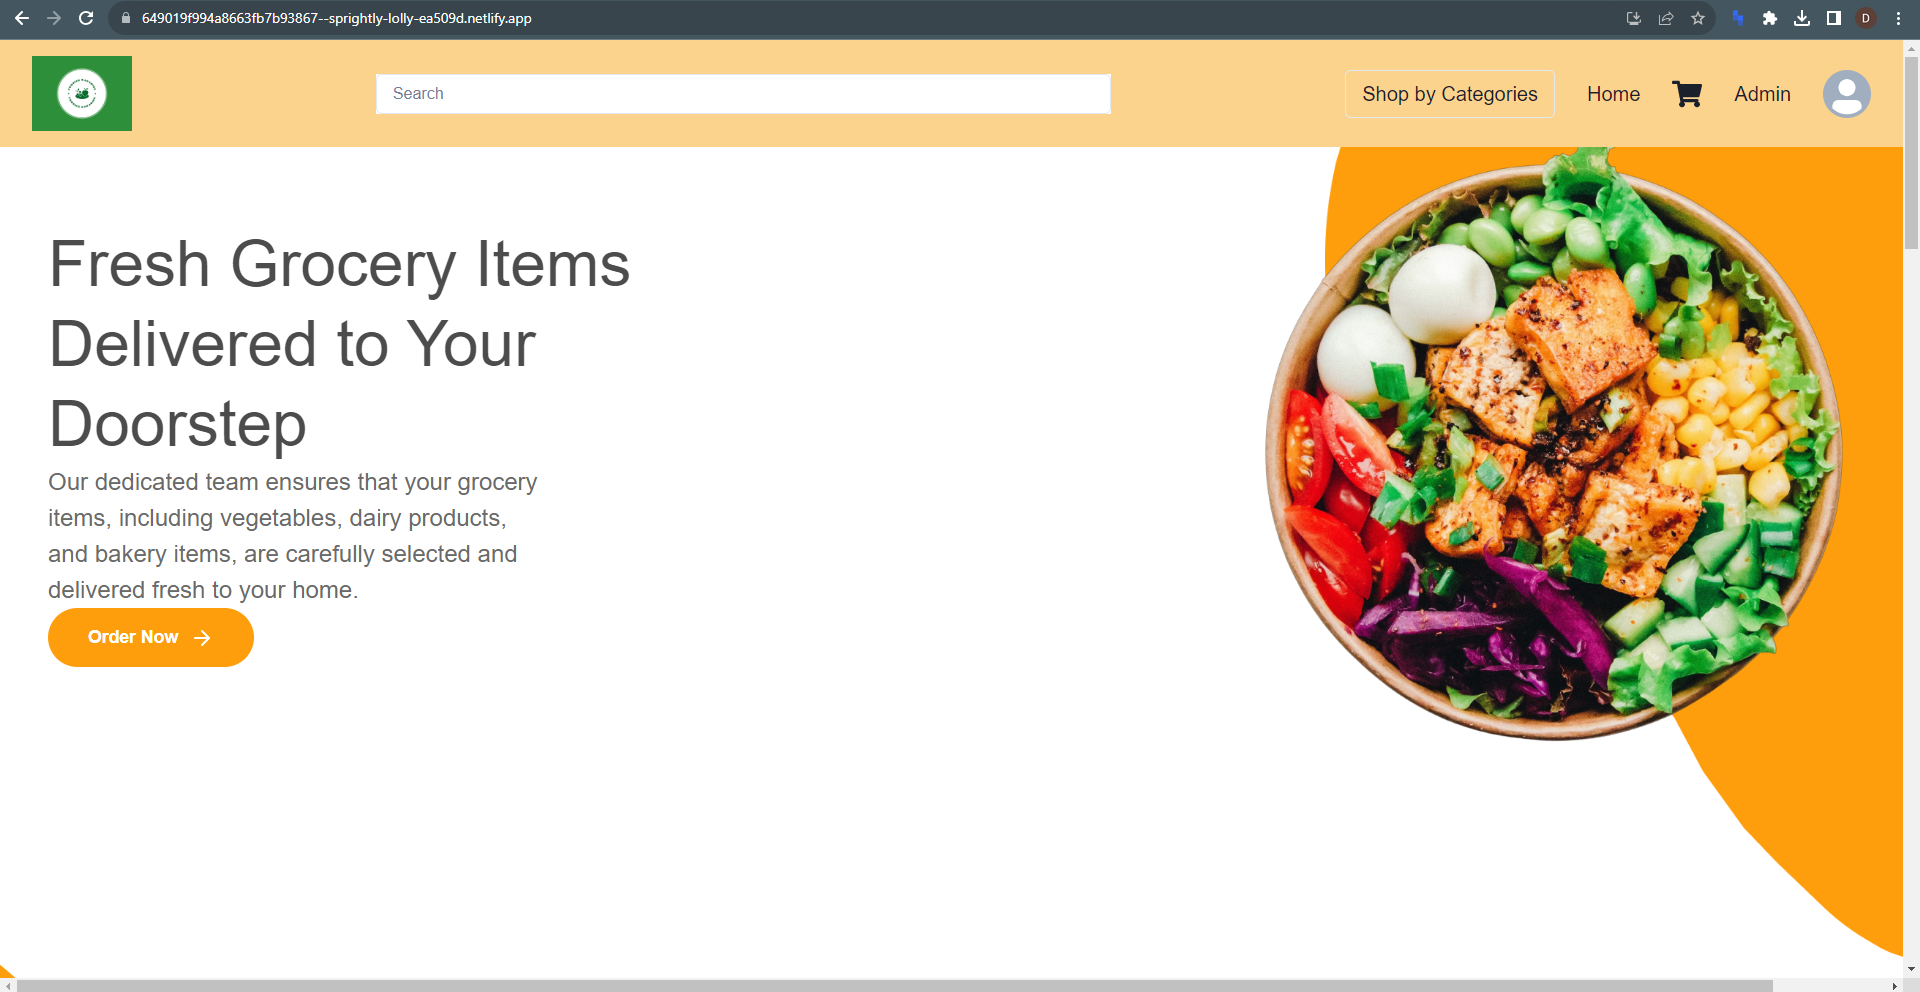 649019f994a8663fb7b93867--sprightly-lolly-ea509d.netlify.app
D
Search
Shop by Categories
Home
Admin
Fresh Grocery Items
Delivered to Your
Doorstep
Our dedicated team ensures that your grocery
items, including vegetables, dairy products,
and bakery items, are carefully selected and
delivered fresh to your home.
Order Now